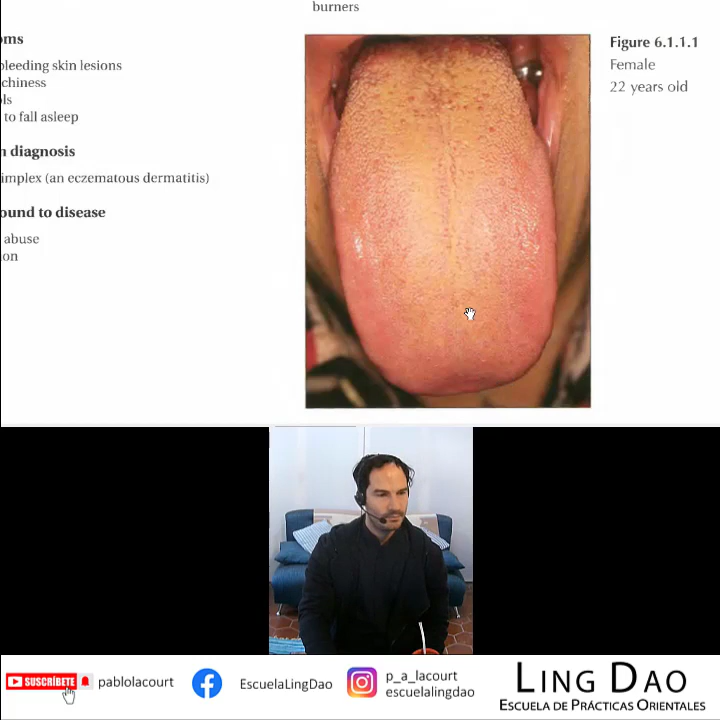 burners
oms
bleeding skin lesions
chiness
ols
to fall asleep
n diagnosis
implex (an eczematous dermatitis)
ound to disease
abuse
ion
Figure 6.1.1.1
Female
22 years old
SUSCRÍBETE
pablolacourt
EscuelaLingDao
p_a_lacourt
escuelalingdao
LING DAO
ESCUELA DE PRÁCTICAS ORIENTALES